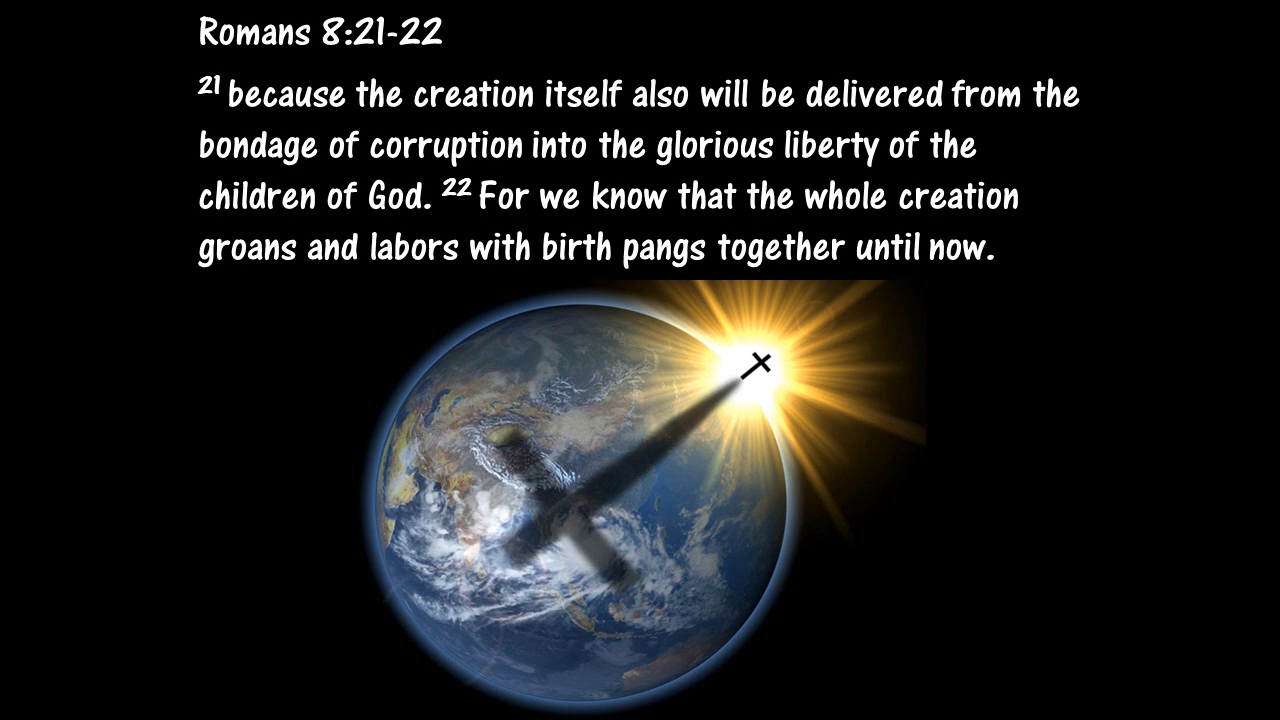 Romans 8:21-22
21 because the creation itself also will be delivered from the
bondage of corruption into the glorious liberty of the
children of God. 22 For we know that the whole creation
groans and labors with birth pangs together until now.